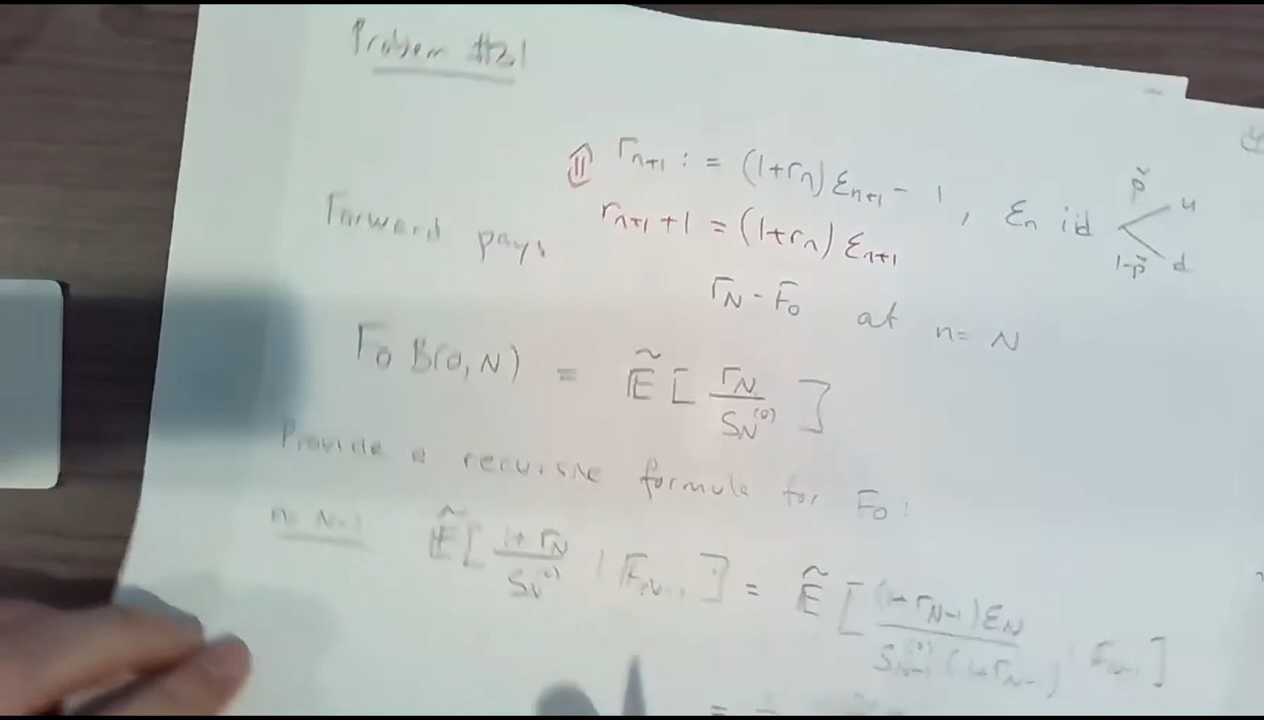 Problem #21
r_{n+1} := (1+r_n) ε_{n+1} - 1, ε_n iid p̃ u
1-p̃ d
r_{n+1} + 1 = (1+r_n) ε_{n+1}
Forward pays
r_N - F_0 at n = N
F_0 B(0,N) = Ẽ [ r_N / S_N^{(0)} ]
Provide a recursive formula for F_0:
n = N-1 Ẽ [ 1+r_N / S_N^{(0)} | F_{N-1} ] = Ẽ [ (1+r_{N-1}) ε_N / S_{N-1}^{(0)} (1+r_{N-1}) | F_{N-1} ]
=